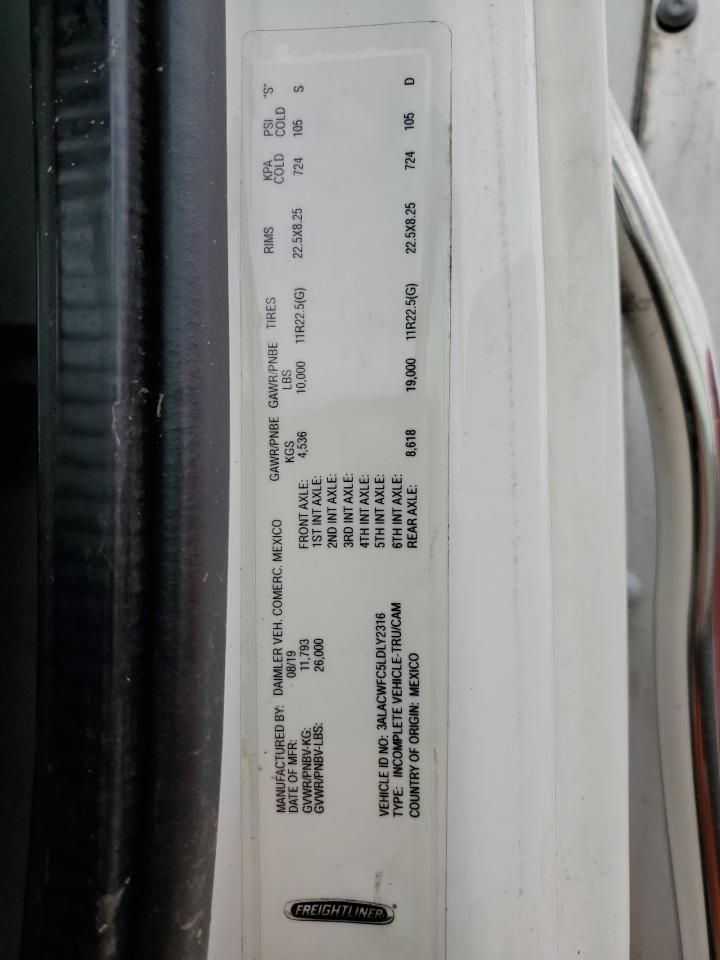 FREIGHTLINER
MANUFACTURED BY: DAIMLER VEH. COMERC. MEXICO
DATE OF MFR: 08/19
GVWR/PNBV-KG: 11,793
GVWR/PNBV-LBS: 26,000
VEHICLE ID NO: 3ALACWFC5LDLY2316
TYPE: INCOMPLETE VEHICLE-TRU/CAM
COUNTRY OF ORIGIN: MEXICO
GAWR/PNBE GAWR/PNBE TIRES RIMS KPA PSI "S"
KGS LBS COLD COLD
FRONT AXLE: 4,536 10,000 11R22.5(G) 22.5X8.25 724 105 S
1ST INT AXLE:
2ND INT AXLE:
3RD INT AXLE:
4TH INT AXLE:
5TH INT AXLE:
6TH INT AXLE:
REAR AXLE: 8,618 19,000 11R22.5(G) 22.5X8.25 724 105 D